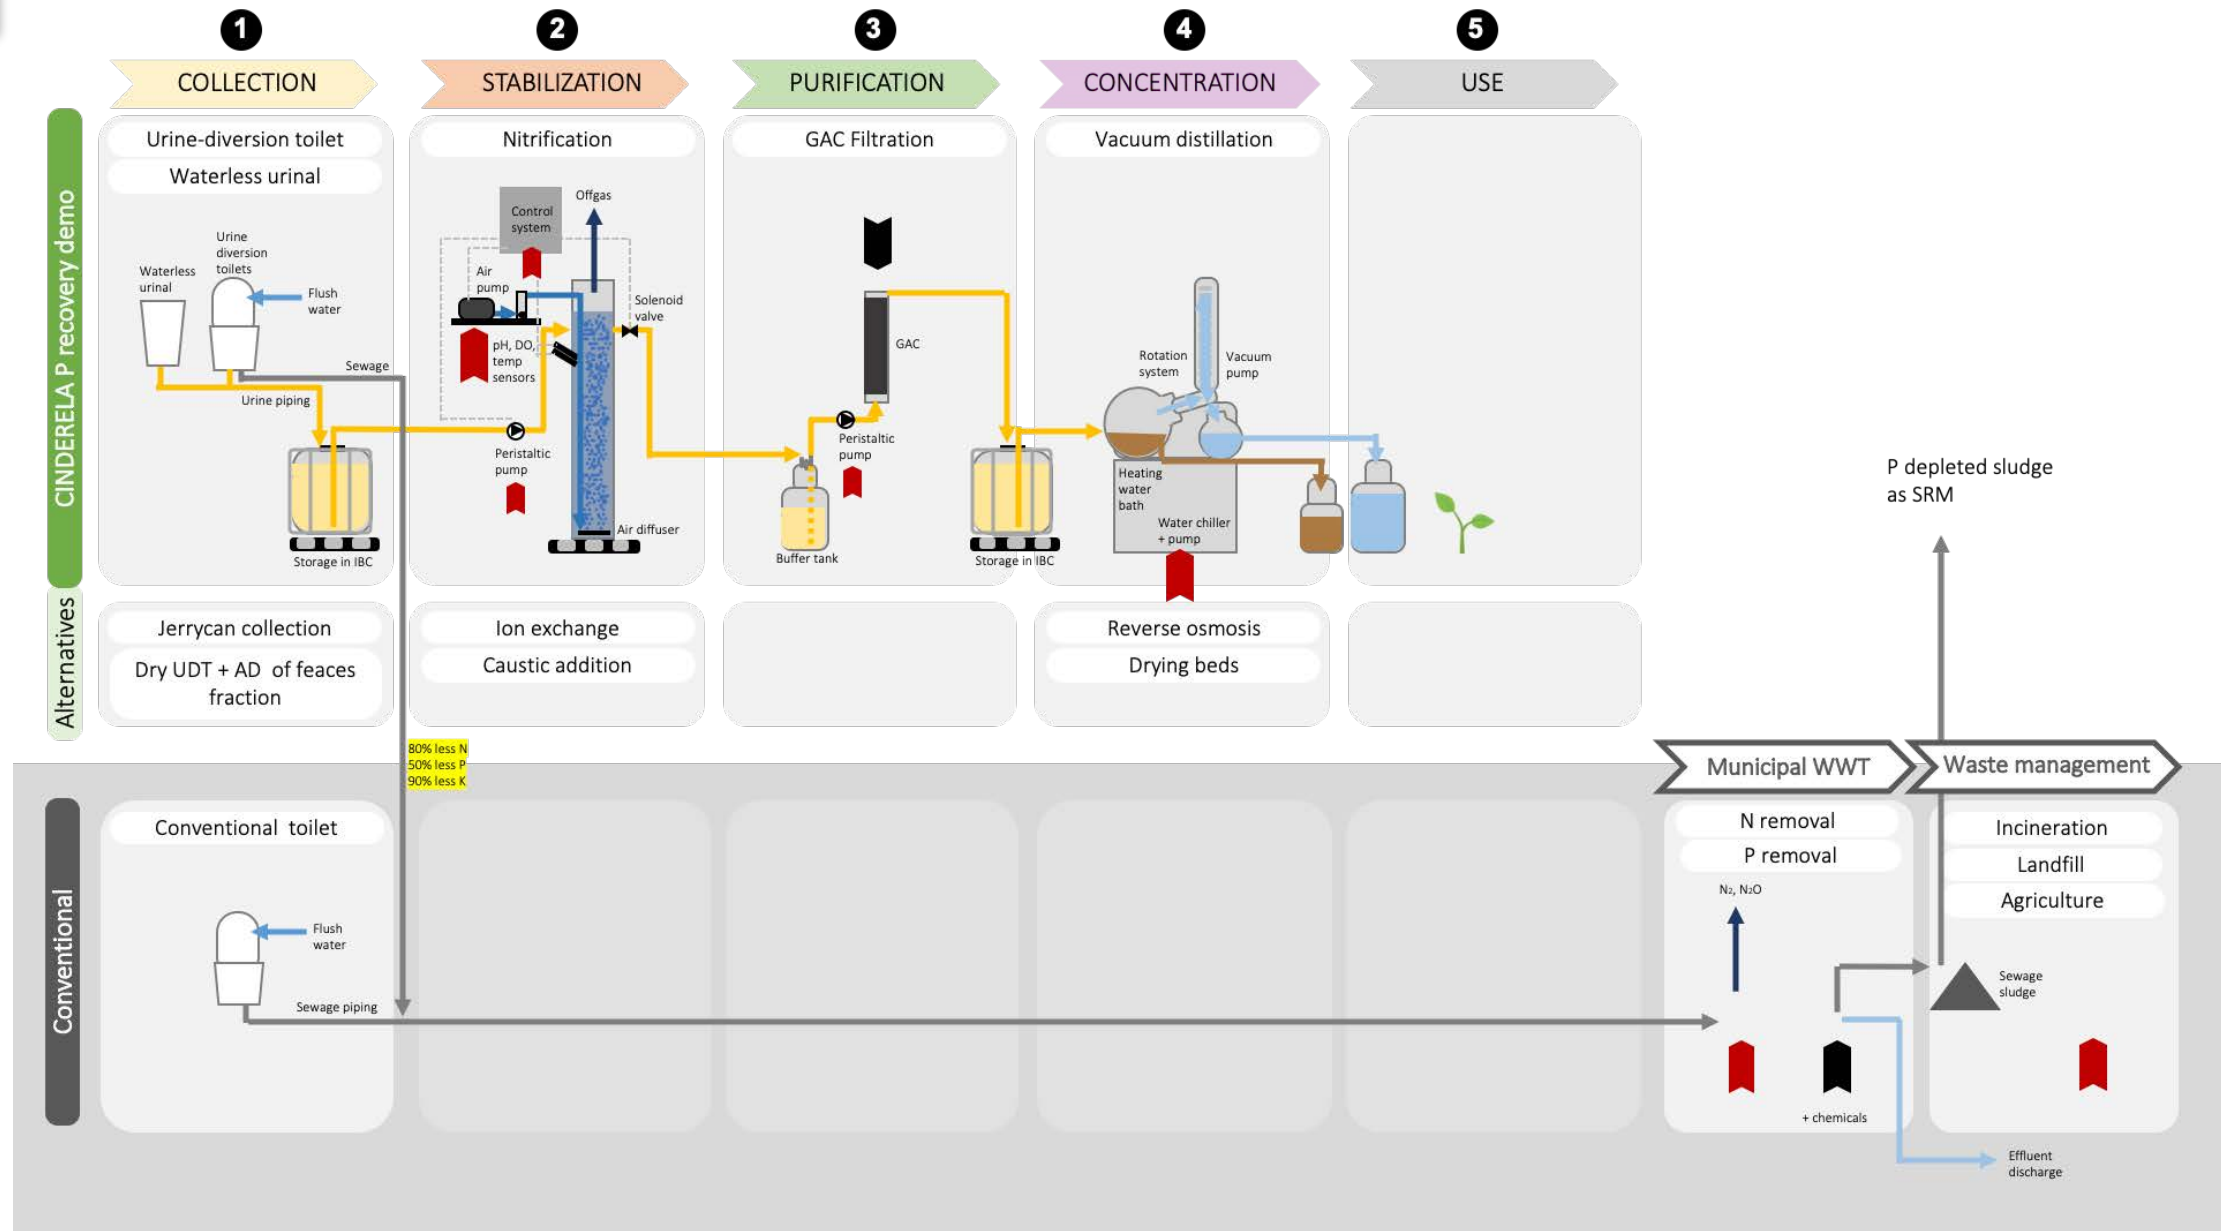 1
2
3
4
5
COLLECTION
STABILIZATION
PURIFICATION
CONCENTRATION
USE
CINDERELA P recovery demo
Urine-diversion toilet
Waterless urinal
Waterless
urinal
Urine
diversion
toilets
Flush
water
Sewage
Urine piping
Storage in IBC
Nitrification
Control
system
Offgas
Air
pump
Solenoid
valve
pH, DO,
temp
sensors
Peristaltic
pump
Air diffuser
GAC Filtration
GAC
Peristaltic
pump
Buffer tank
Storage in IBC
Vacuum distillation
Rotation
system
Vacuum
pump
Heating
water
bath
Water chiller
+ pump
P depleted sludge
as SRM
Alternatives
Jerrycan collection
Dry UDT + AD of feaces
fraction
Ion exchange
Caustic addition
Reverse osmosis
Drying beds
80% less N
50% less P
90% less K
Municipal WWT
Waste management
Conventional
Conventional toilet
Flush
water
Sewage piping
N removal
P removal
N₂, N₂O
+ chemicals
Incineration
Landfill
Agriculture
Sewage
sludge
Effluent
discharge